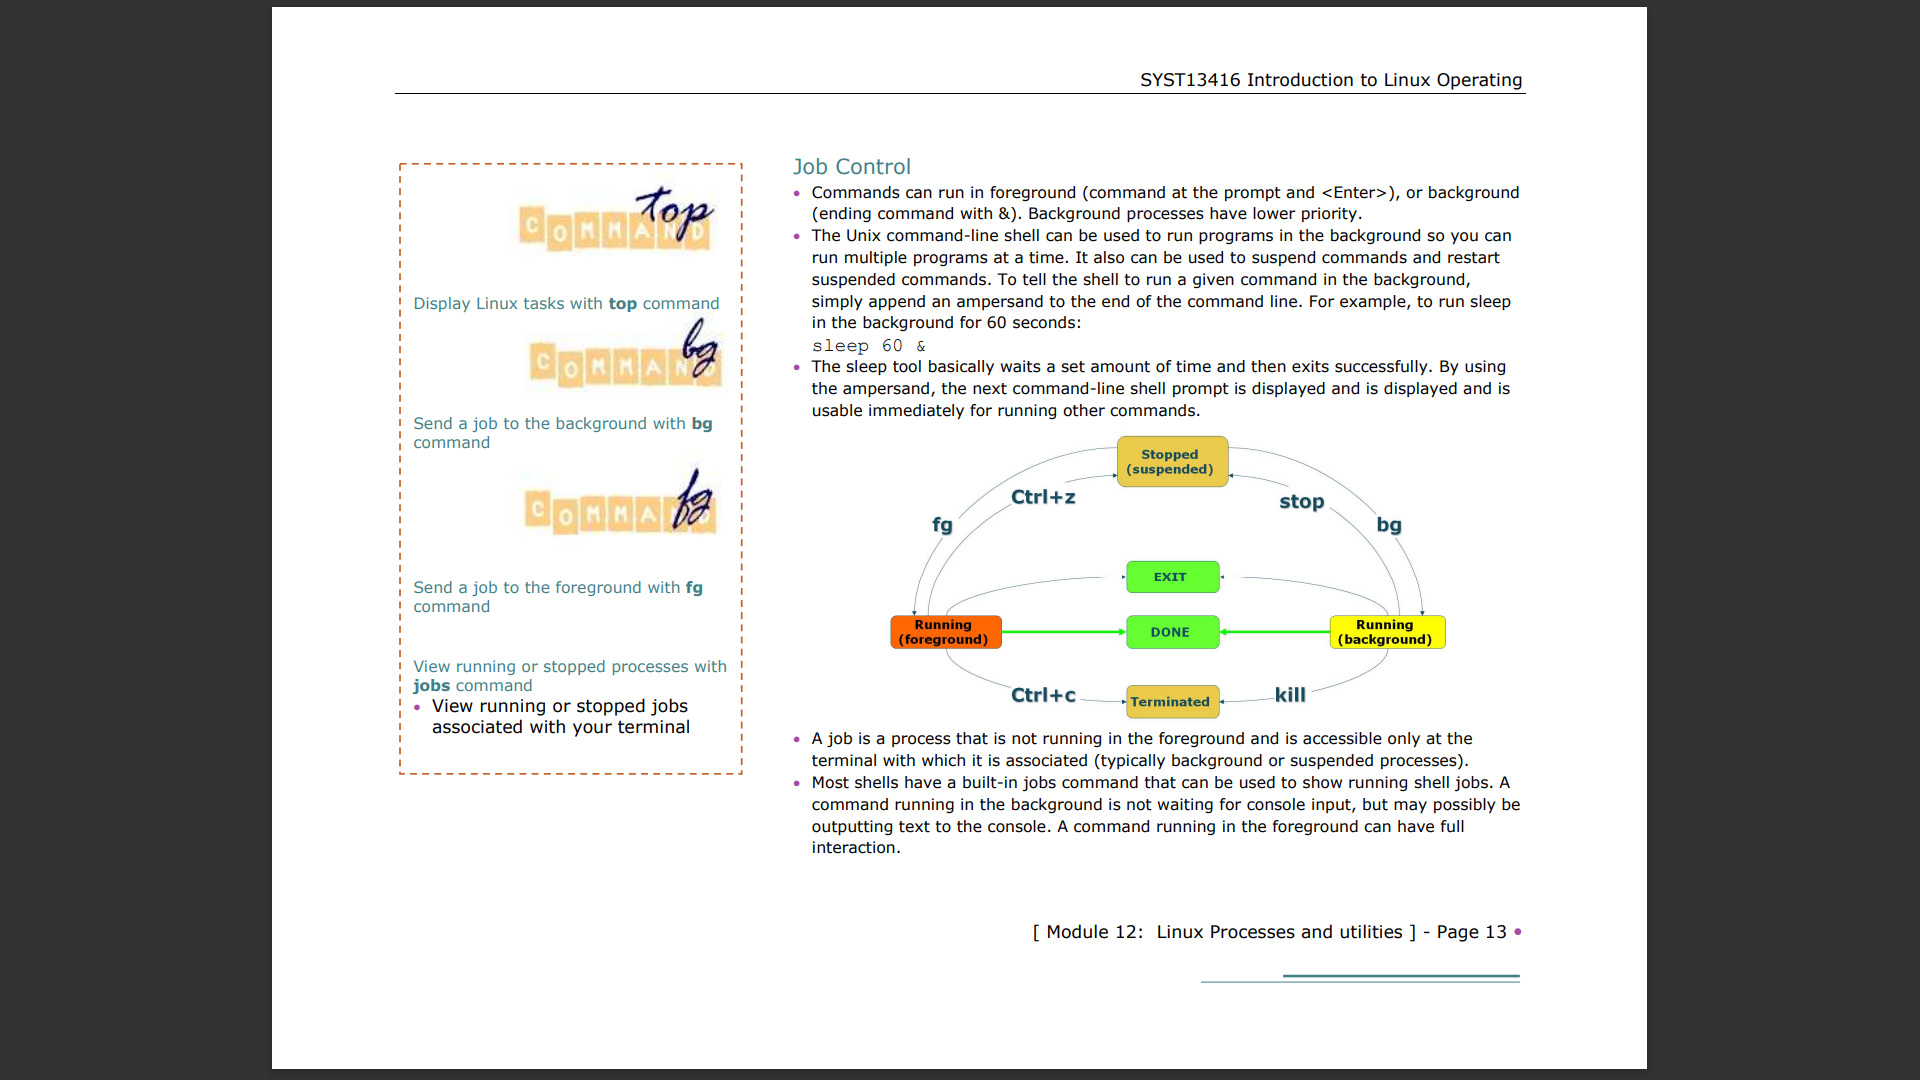 SYST13416 Introduction to Linux Operating
COMMAND
top
Display Linux tasks with top command
COMMAND
bg
Send a job to the background with bg
command
COMMAND
fg
Send a job to the foreground with fg
command
View running or stopped processes with
jobs command
• View running or stopped jobs
associated with your terminal
Job Control
• Commands can run in foreground (command at the prompt and <Enter>), or background
(ending command with &). Background processes have lower priority.
• The Unix command-line shell can be used to run programs in the background so you can
run multiple programs at a time. It also can be used to suspend commands and restart
suspended commands. To tell the shell to run a given command in the background,
simply append an ampersand to the end of the command line. For example, to run sleep
in the background for 60 seconds:
sleep 60 &
• The sleep tool basically waits a set amount of time and then exits successfully. By using
the ampersand, the next command-line shell prompt is displayed and is displayed and is
usable immediately for running other commands.
Stopped
(suspended)
Ctrl+z
stop
fg
bg
EXIT
Running
(foreground)
DONE
Running
(background)
Ctrl+c
Terminated
kill
• A job is a process that is not running in the foreground and is accessible only at the
terminal with which it is associated (typically background or suspended processes).
• Most shells have a built-in jobs command that can be used to show running shell jobs. A
command running in the background is not waiting for console input, but may possibly be
outputting text to the console. A command running in the foreground can have full
interaction.
[ Module 12: Linux Processes and utilities ] - Page 13 •